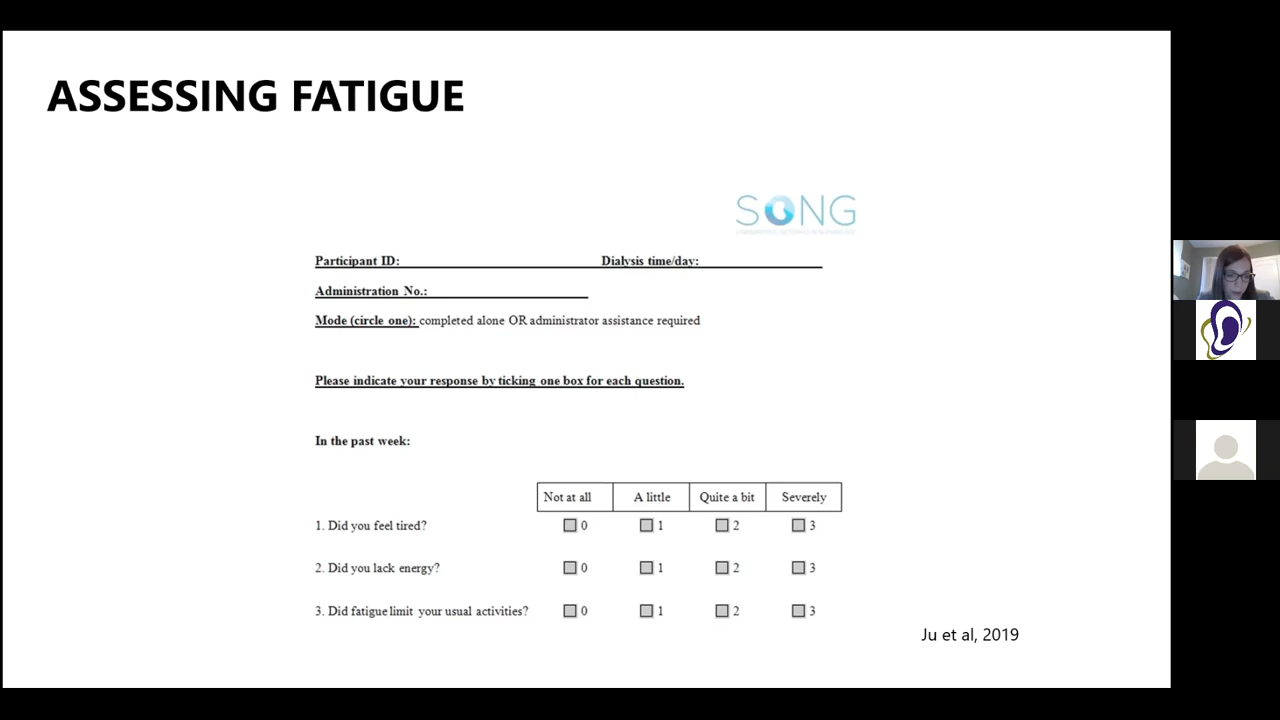 ASSESSING FATIGUE
SONG
Participant ID: Dialysis time/day:
Administration No.:
Mode (circle one): completed alone OR administrator assistance required
Please indicate your response by ticking one box for each question.
In the past week:
Not at all A little Quite a bit Severely
1. Did you feel tired? 0 1 2 3
2. Did you lack energy? 0 1 2 3
3. Did fatigue limit your usual activities? 0 1 2 3
Ju et al, 2019